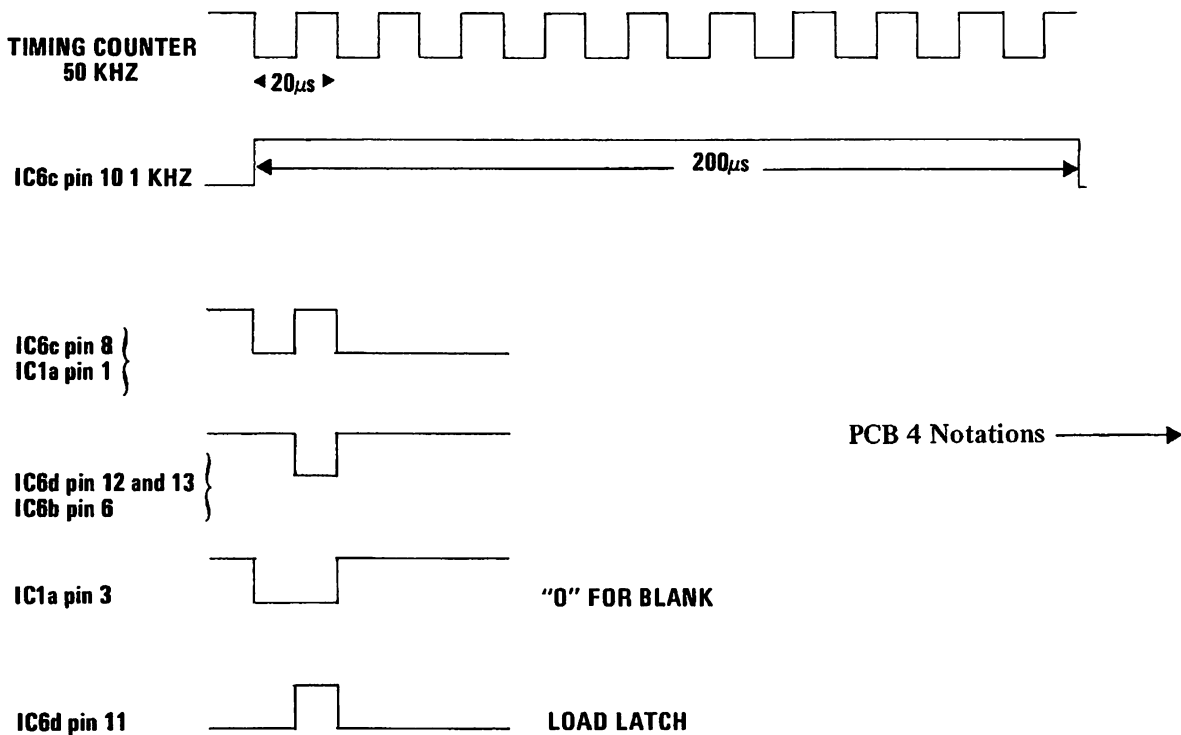 TIMING COUNTER
50 KHZ
20μs
IC6c pin 10 1 KHZ
200μs
IC6c pin 8
IC1a pin 1
PCB 4 Notations
IC6d pin 12 and 13
IC6b pin 6
IC1a pin 3
"0" FOR BLANK
IC6d pin 11
LOAD LATCH